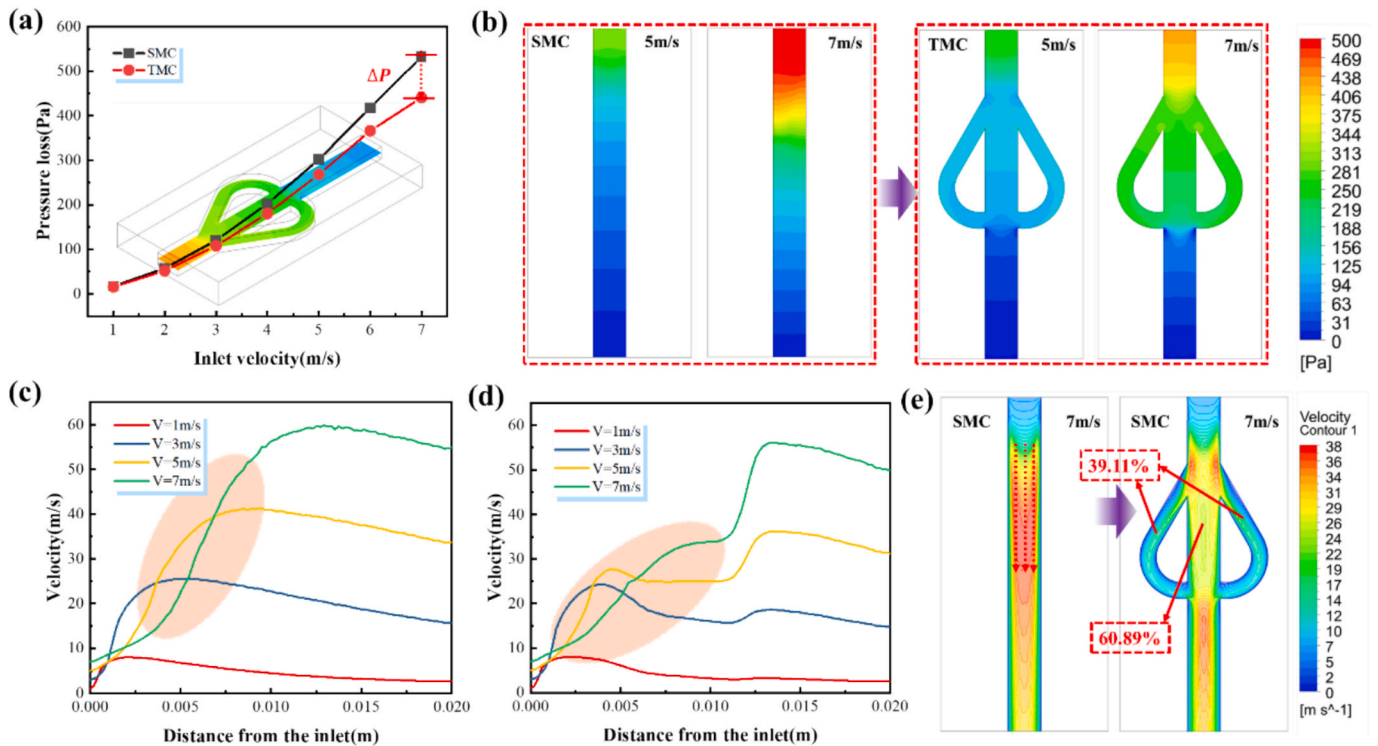 (a)
600
500
400
300
200
100
0
Pressure loss(Pa)
SMC
TMC
ΔP
1 2 3 4 5 6 7
Inlet velocity(m/s)
(b)
SMC 5m/s
7m/s
TMC 5m/s
7m/s
500
469
438
406
375
344
313
281
250
219
188
156
125
94
63
31
0
[Pa]
(c)
60
50
40
30
20
10
0
Velocity(m/s)
V=1m/s
V=3m/s
V=5m/s
V=7m/s
0.000 0.005 0.010 0.015 0.020
Distance from the inlet(m)
(d)
60
50
40
30
20
10
0
Velocity(m/s)
V=1m/s
V=3m/s
V=5m/s
V=7m/s
0.000 0.005 0.010 0.015 0.020
Distance from the inlet(m)
(e)
SMC 7m/s
SMC 7m/s
39.11%
60.89%
Velocity
Contour 1
38
36
34
31
29
26
24
22
19
17
14
12
10
7
5
2
0
[m s^-1]